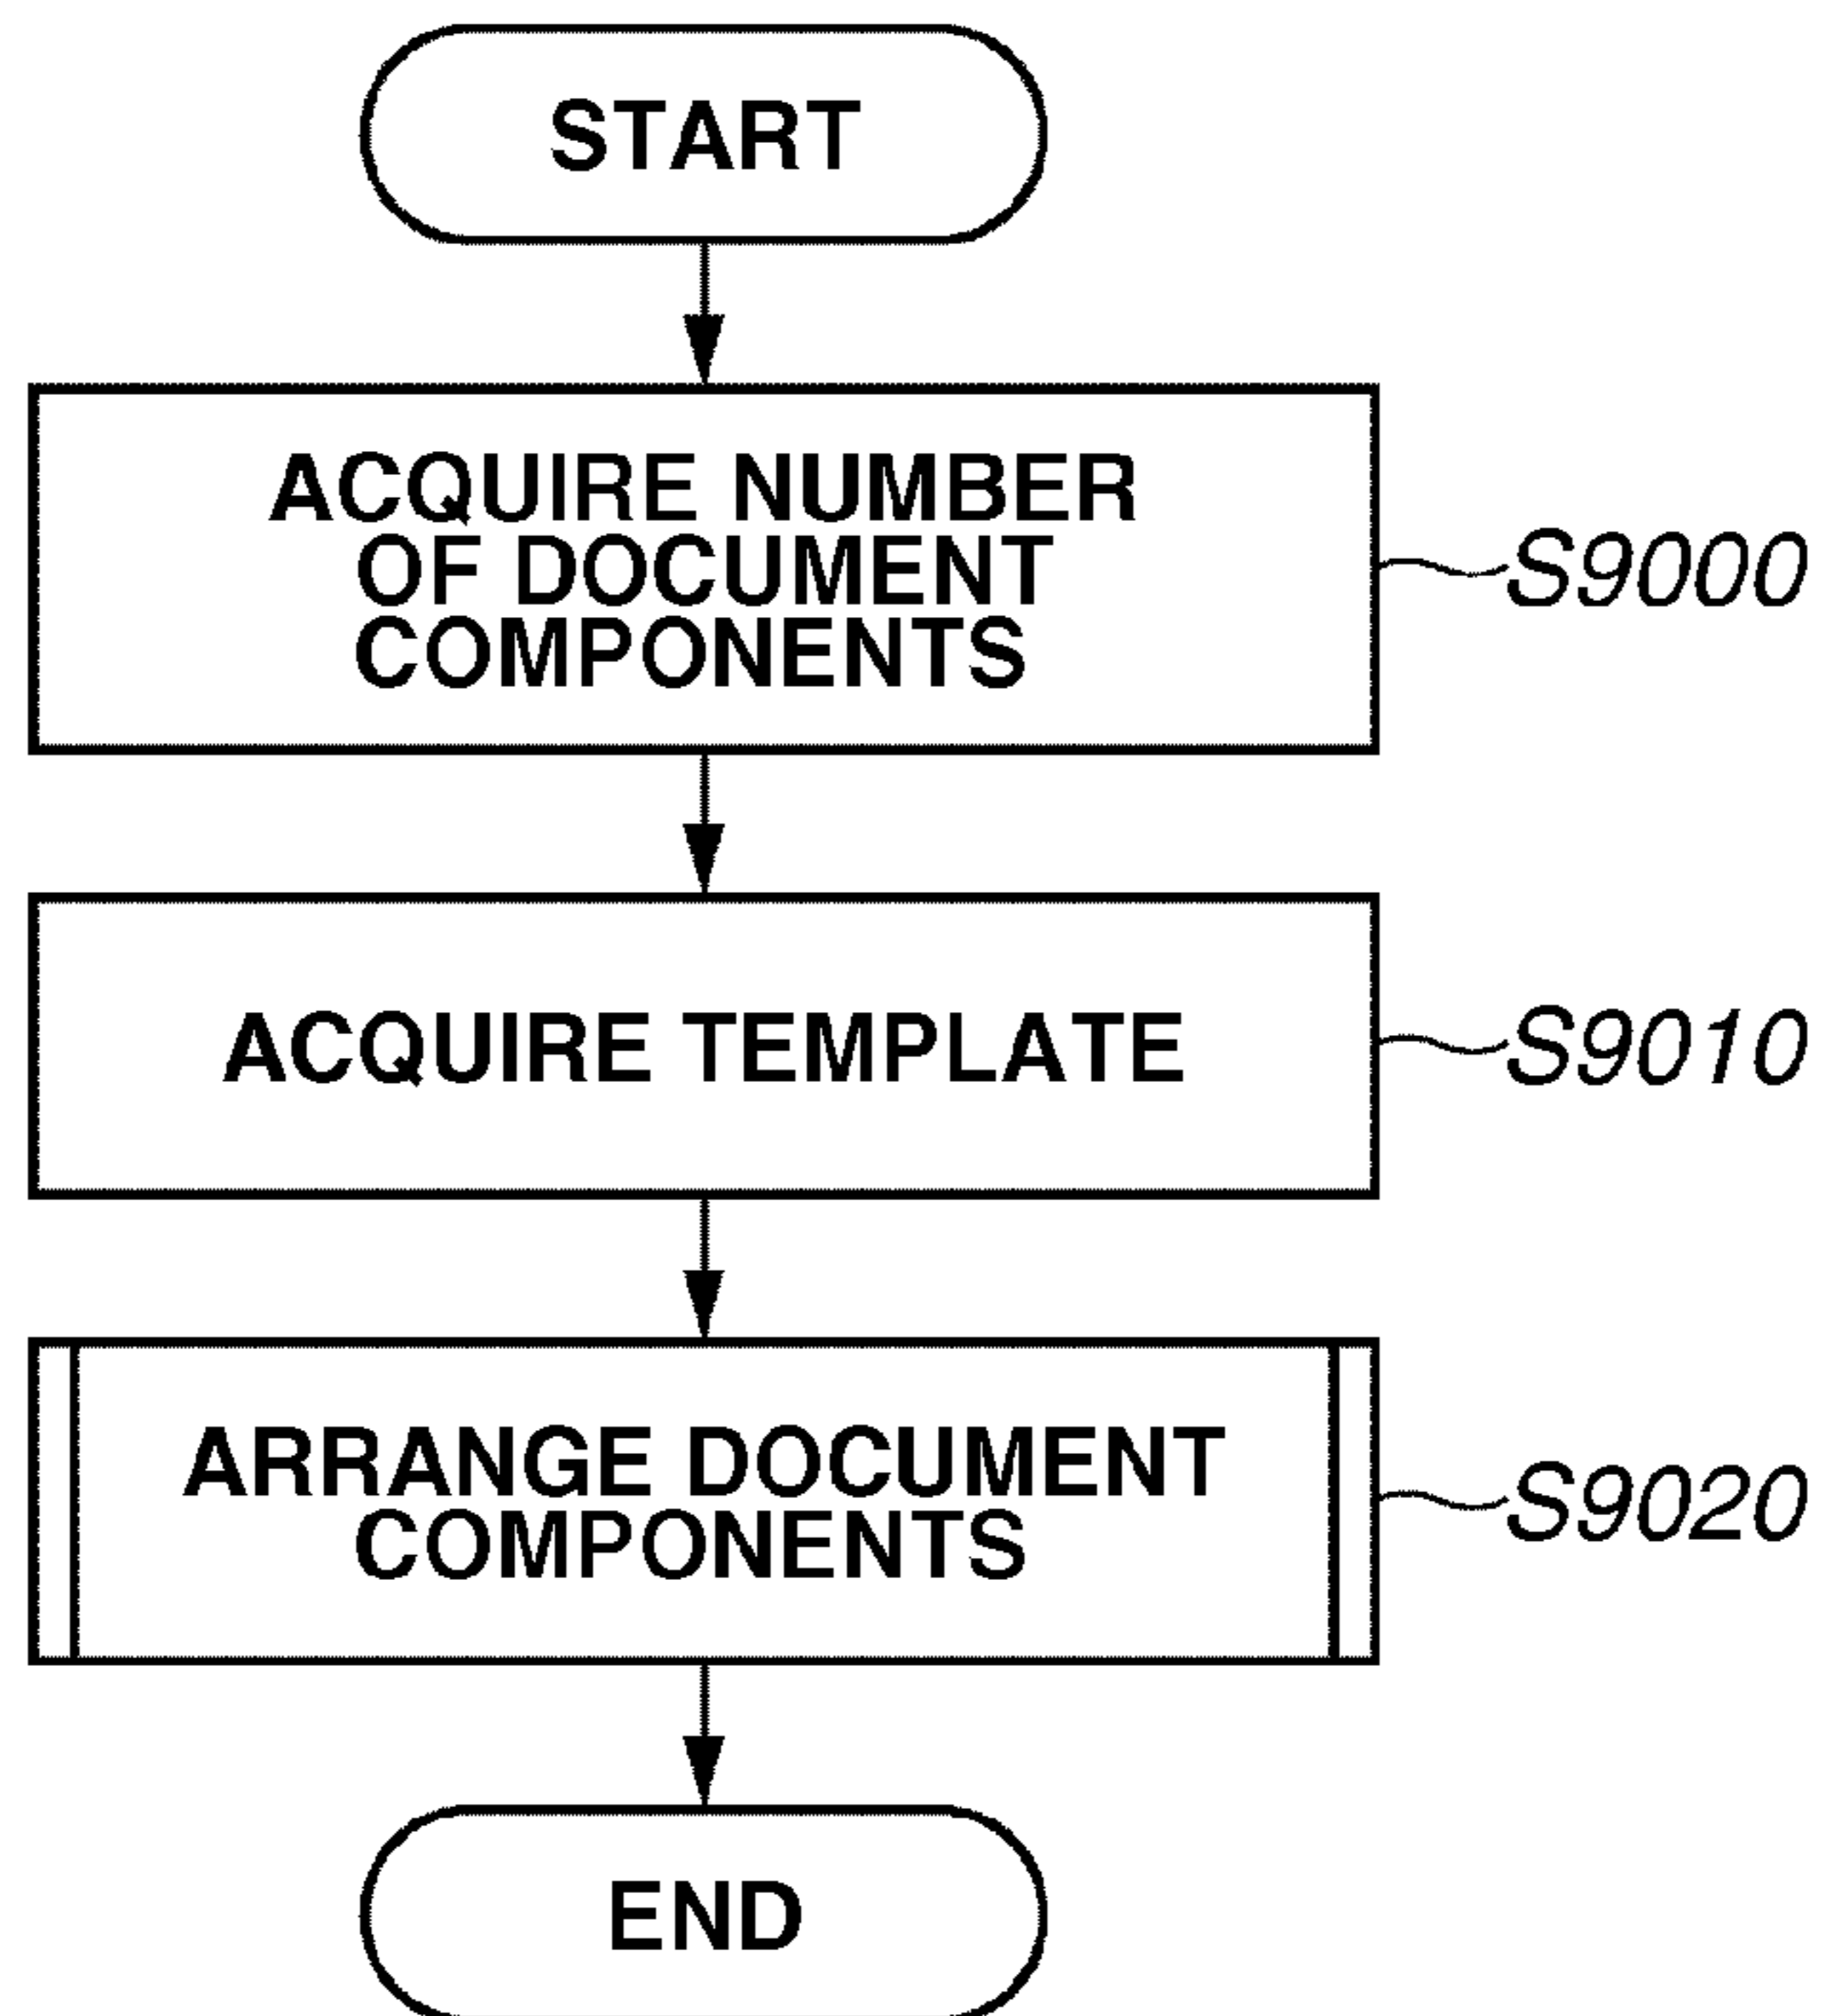 START
ACQUIRE NUMBER
OF DOCUMENT
COMPONENTS
S9000
ACQUIRE TEMPLATE
S9010
ARRANGE DOCUMENT
COMPONENTS
S9020
END